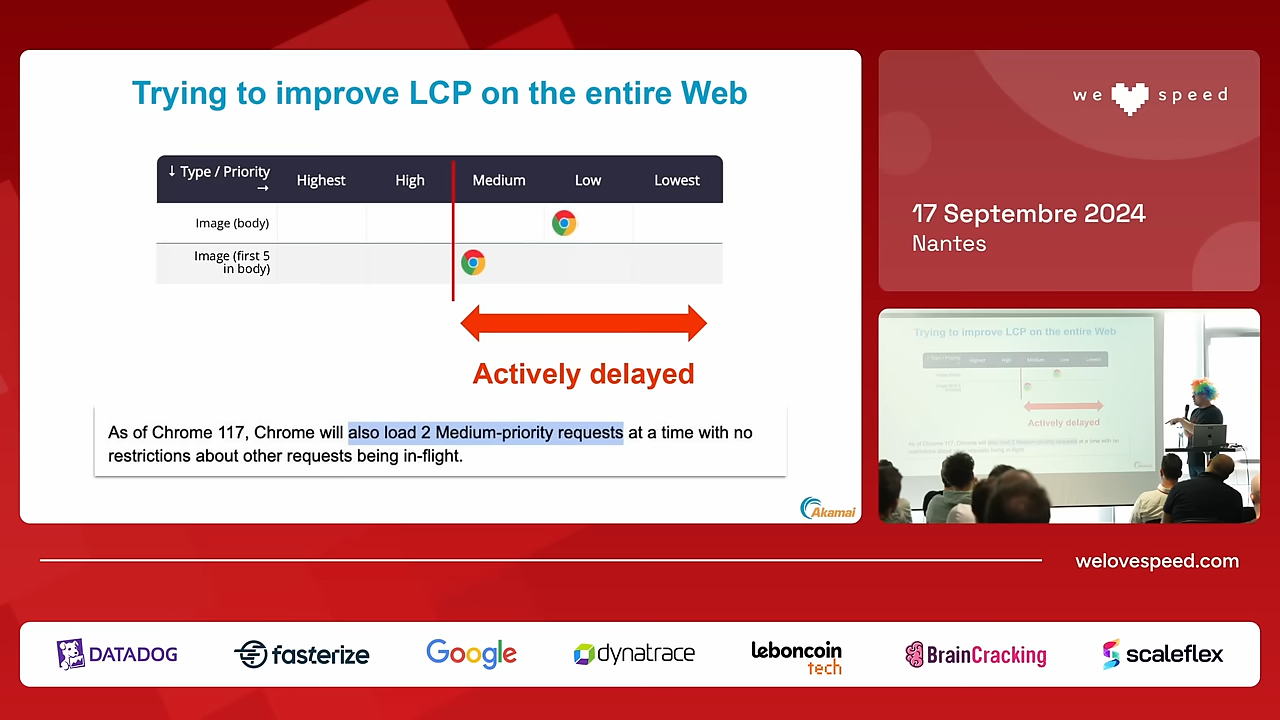 Trying to improve LCP on the entire Web
↓ Type / Priority →
Highest
High
Medium
Low
Lowest
Image (body)
Image (first 5
in body)
Actively delayed
As of Chrome 117, Chrome will also load 2 Medium-priority requests at a time with no
restrictions about other requests being in-flight.
Akamai
we speed
17 Septembre 2024
Nantes
Trying to improve LCP on the entire Web
Actively delayed
welovespeed.com
DATADOG
fasterize
Google
dynatrace
leboncoin
tech
BrainCracking
scaleflex